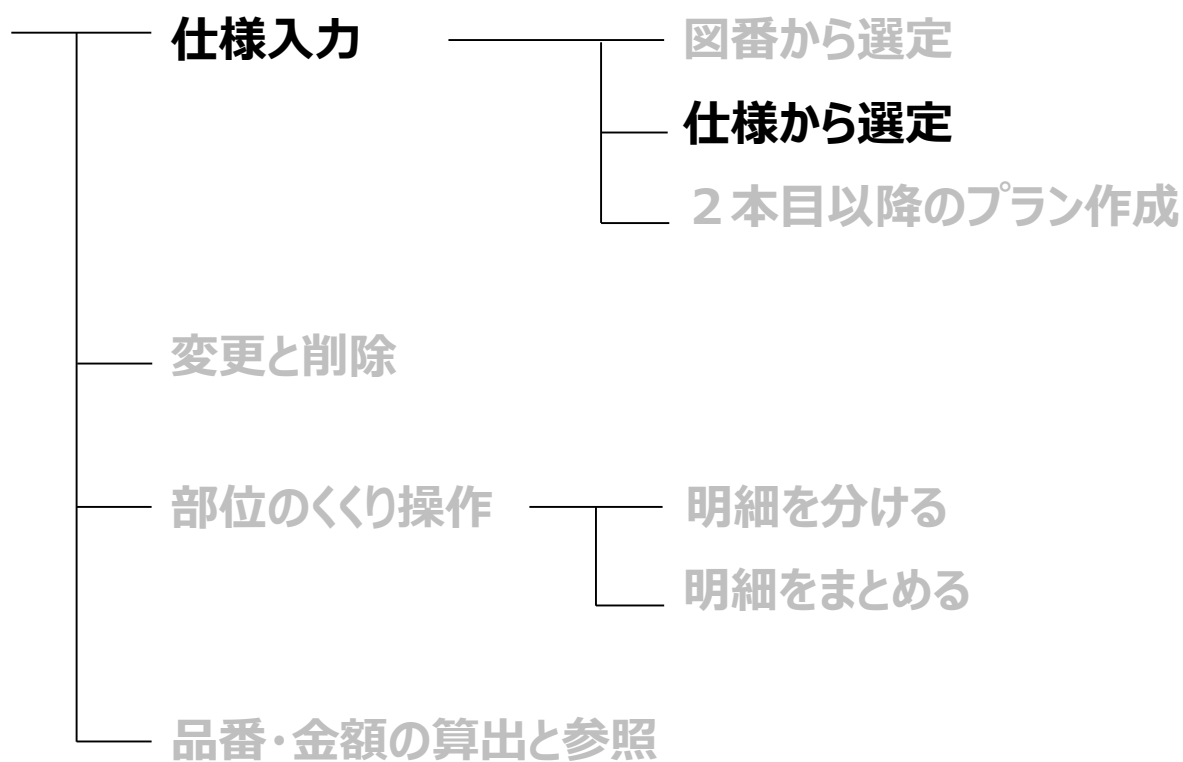 仕様入力
図番から選定
仕様から選定
２本目以降のプラン作成
変更と削除
部位のくくり操作
明細を分ける
明細をまとめる
品番・金額の算出と参照